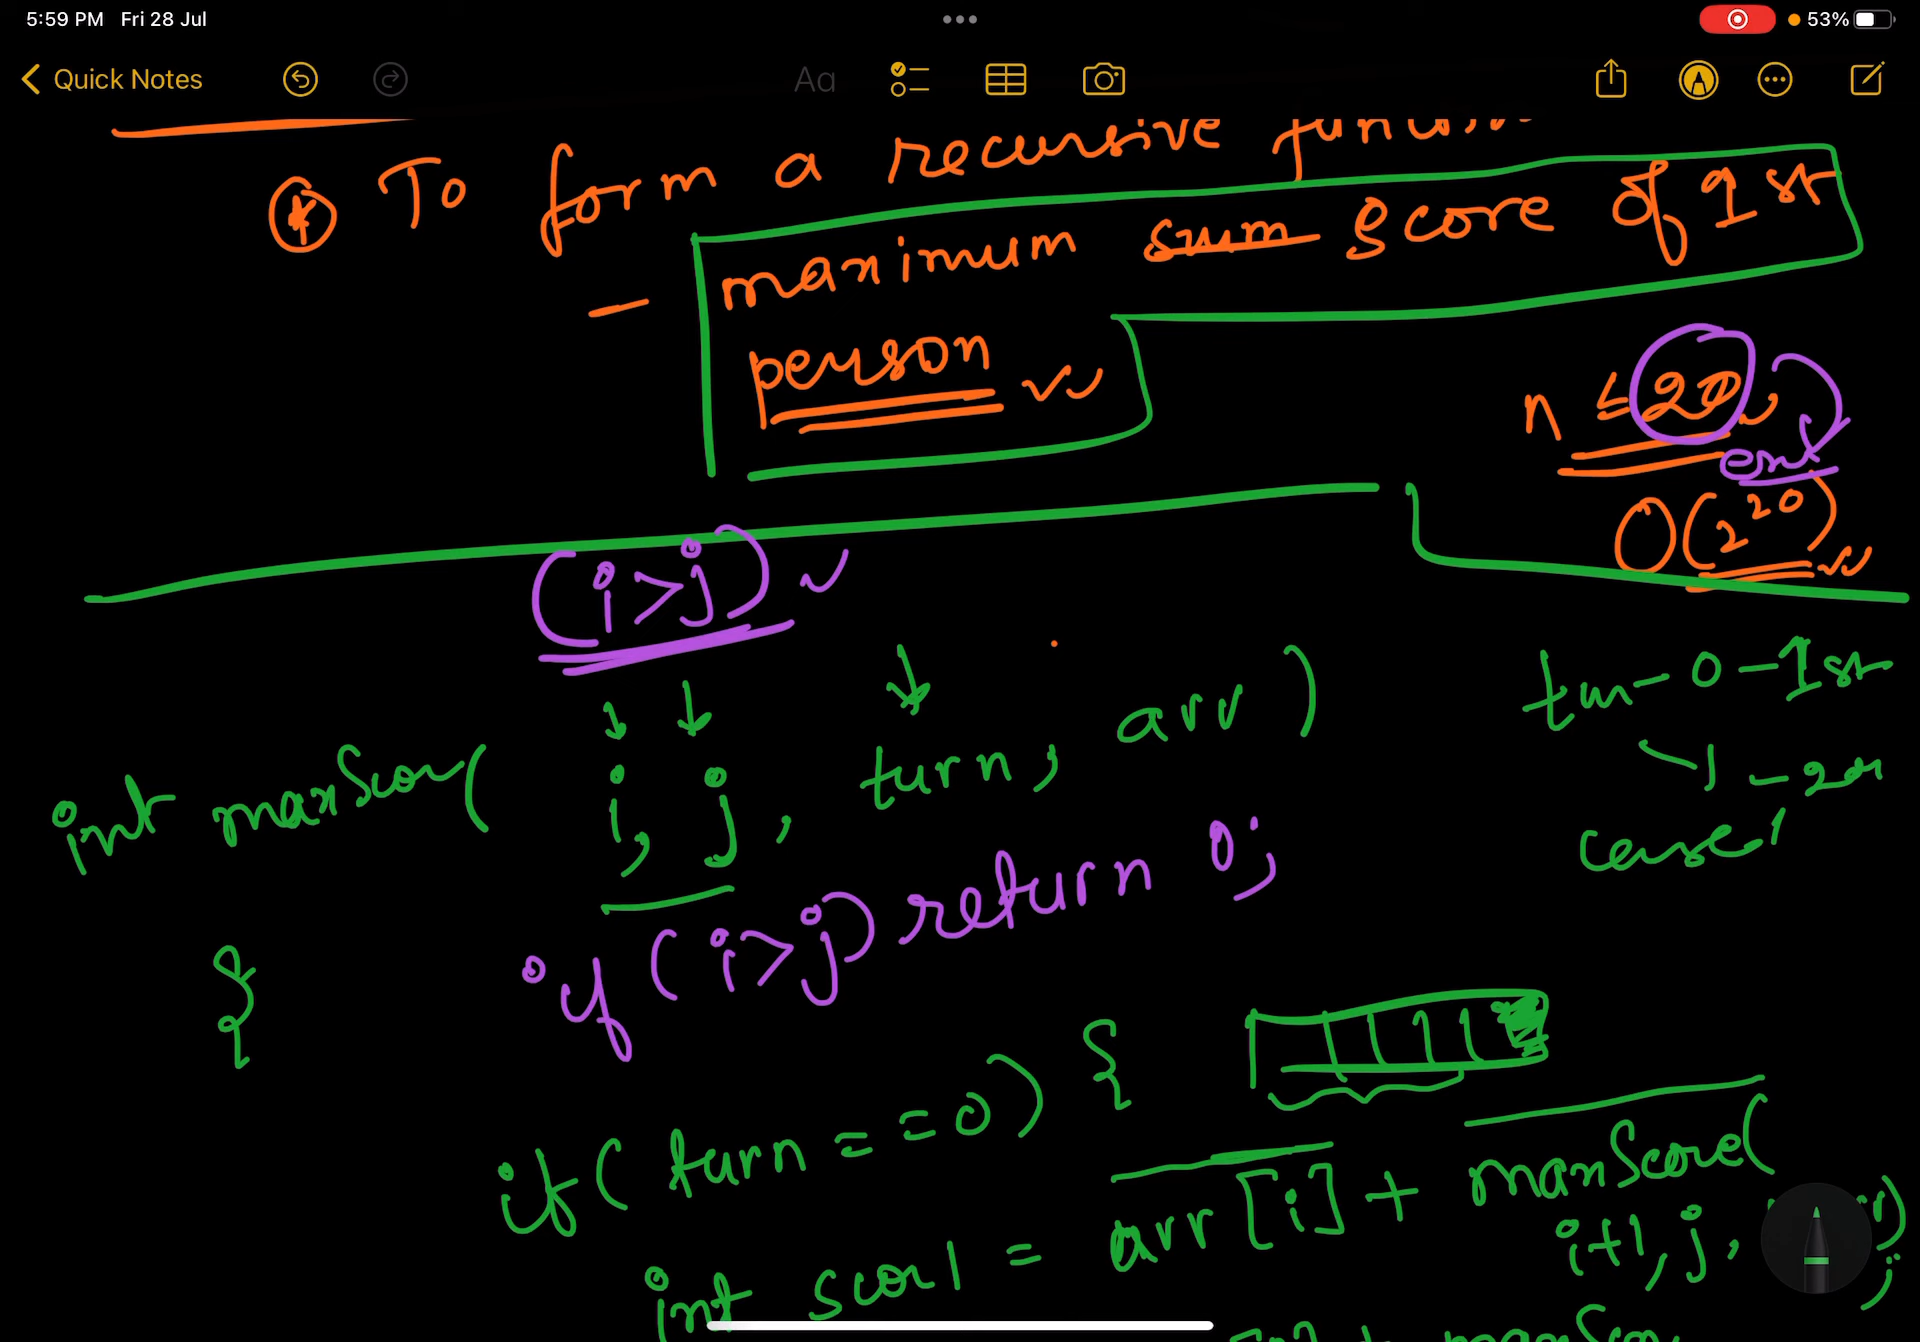 5:59 PM Fri 28 Jul
53%
Quick Notes
Aa
To form a recursive
- maximum sum score of 1st
person
n ≤ 20
O(2^20)
(i>j)
turn - 0 - 1st
1 -
case 1
int maxScore( i, j, turn, arr)
{ if (i>j) return 0;
if (turn == 0) {
int scor1 = arr[i] + maxScore(
i+1, j,